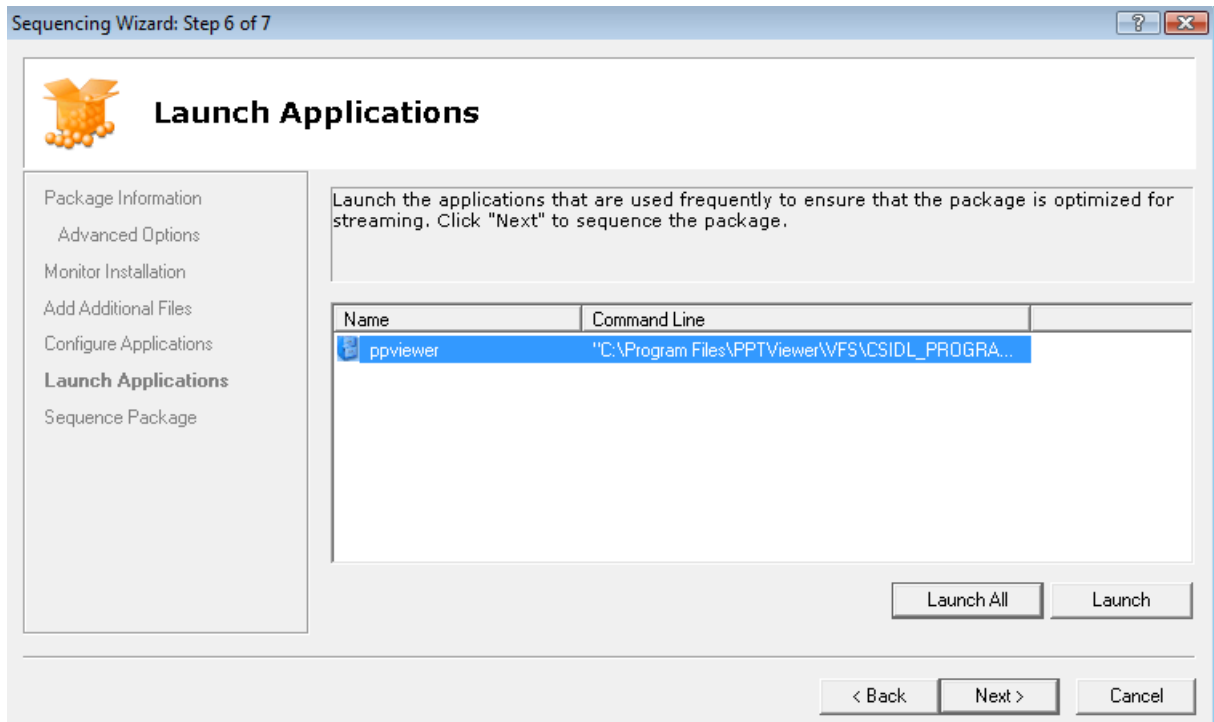 Sequencing Wizard: Step 6 of 7
?
Launch Applications
Package Information
Advanced Options
Monitor Installation
Add Additional Files
Configure Applications
Launch Applications
Sequence Package
Launch the applications that are used frequently to ensure that the package is optimized for
streaming. Click "Next" to sequence the package.
Name Command Line
ppviewer "C:\Program Files\PPTViewer\VFS\CSIDL_PROGRA...
Launch All Launch
< Back Next > Cancel